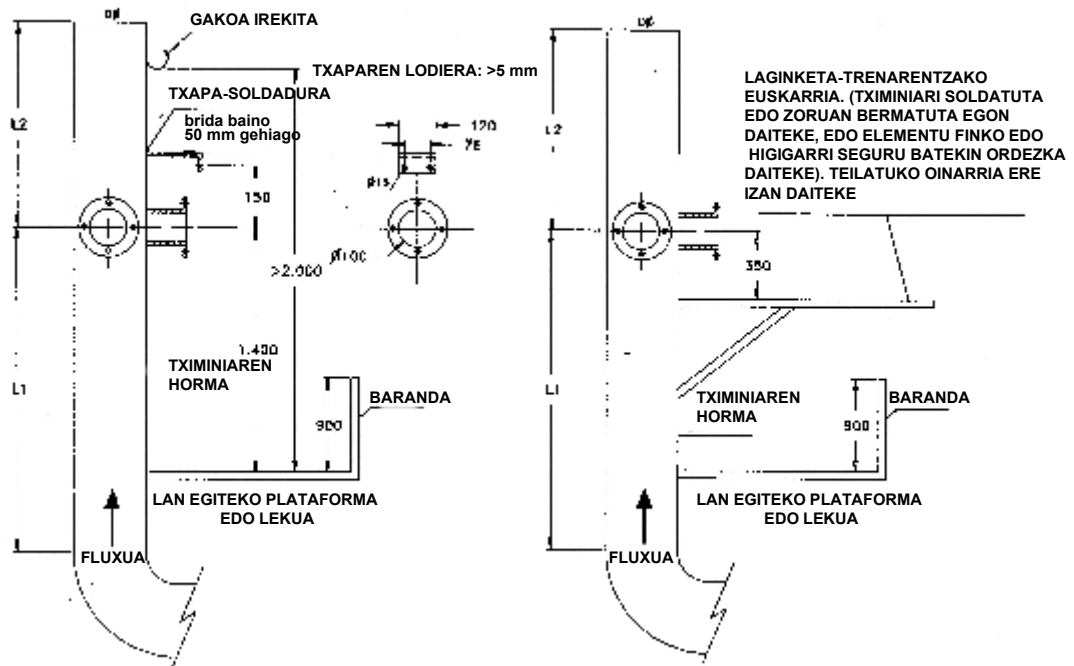 GAKOA IREKITA
TXAPAREN LODIERA: >5 mm
TXAPA-SOLDADURA
brida baino
50 mm gehiago
L2
120
150
Ø100
>2.000
1.400
TXIMINIAREN
HORMA
L1
900
BARANDA
LAN EGITEKO PLATAFORMA
EDO LEKUA
FLUXUA
LAGINKETA-TRENARENTZAKO
EUSKARRIA. (TXIMINIARI SOLDATUTA
EDO ZORUAN BERMATUTA EGON
DAITEKE, EDO ELEMENTU FINKO EDO
HIGIGARRI SEGURU BATEKIN ORDEZKA
DAITEKE). TEILATUKO OINARRIA ERE
IZAN DAITEKE
L2
350
L1
TXIMINIAREN
HORMA
BARANDA
900
LAN EGITEKO PLATAFORMA
EDO LEKUA
FLUXUA